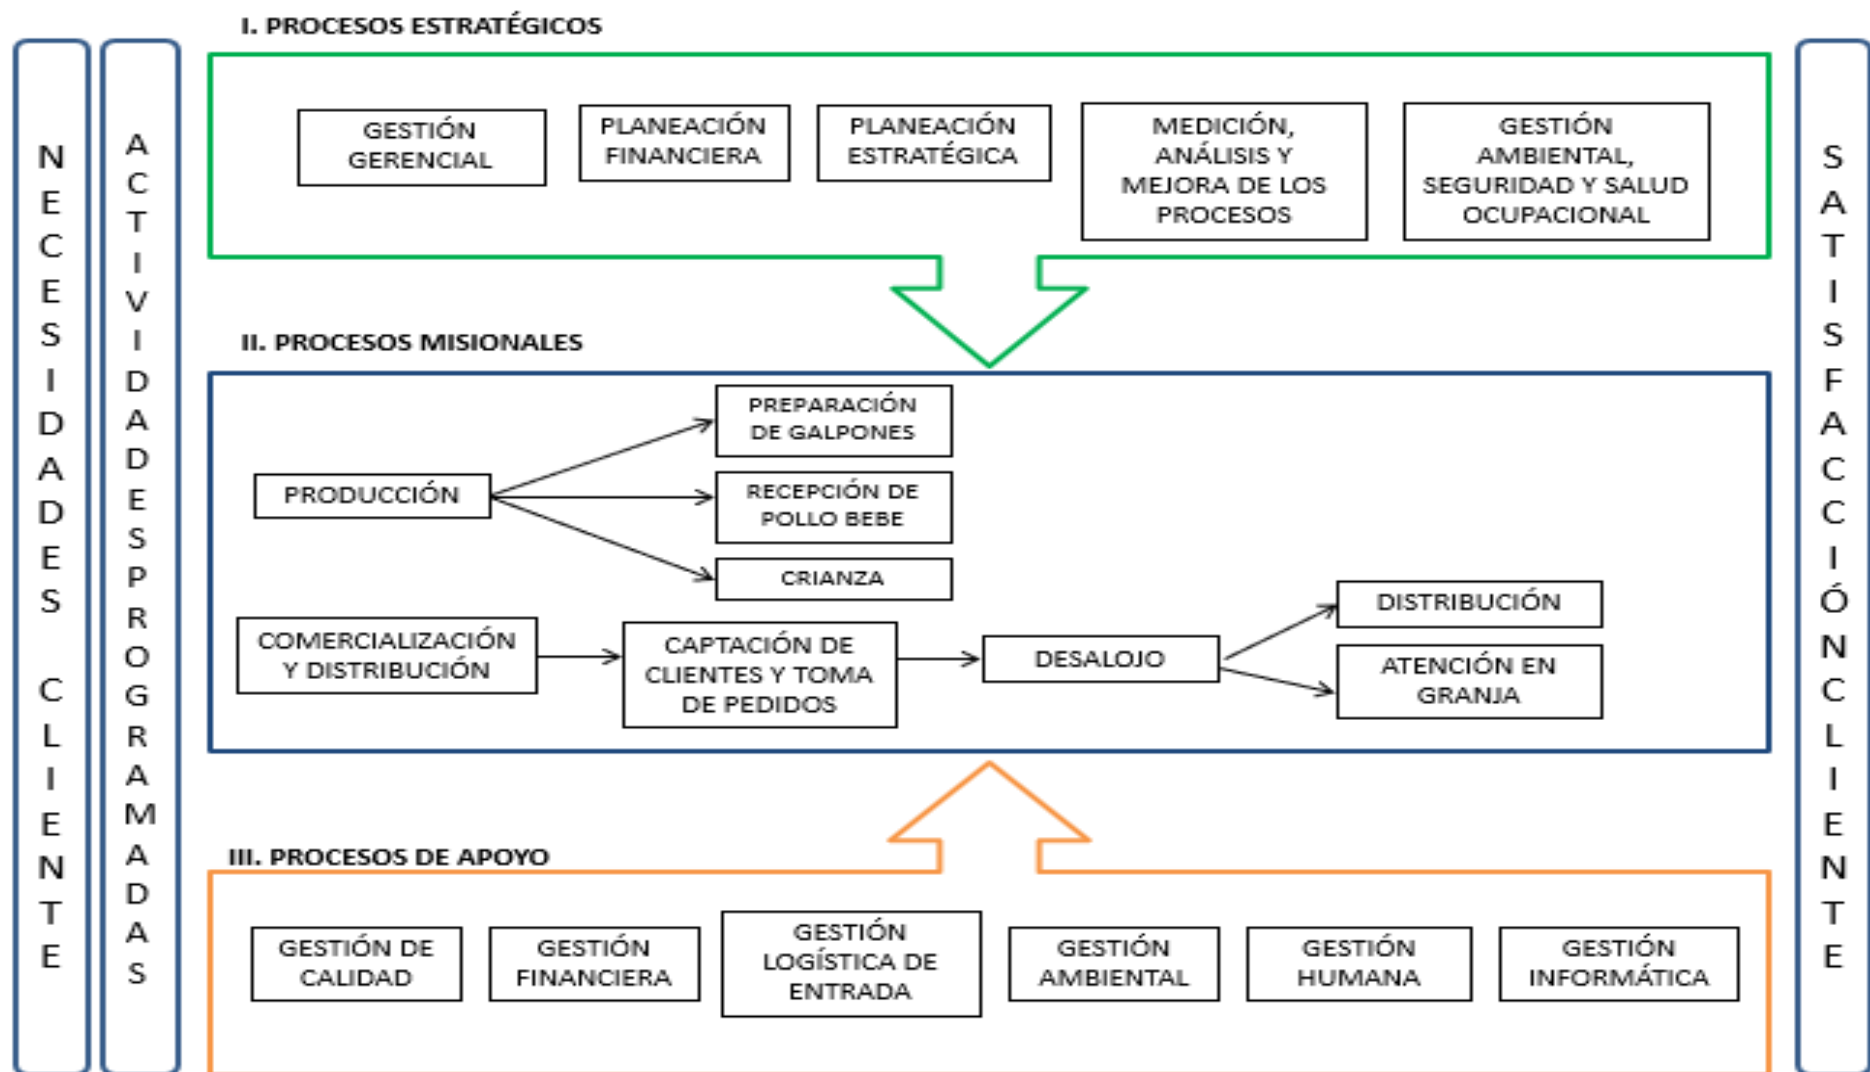 I. PROCESOS ESTRATÉGICOS
NECESIDADES CLIENTE
ACTIVIDADES PROGRAMADAS
GESTIÓN
GERENCIAL
PLANEACIÓN
FINANCIERA
PLANEACIÓN
ESTRATÉGICA
MEDICIÓN,
ANÁLISIS Y
MEJORA DE LOS
PROCESOS
GESTIÓN
AMBIENTAL,
SEGURIDAD Y SALUD
OCUPACIONAL
II. PROCESOS MISIONALES
PRODUCCIÓN
PREPARACIÓN
DE GALPONES
RECEPCIÓN DE
POLLO BEBE
CRIANZA
COMERCIALIZACIÓN
Y DISTRIBUCIÓN
CAPTACIÓN DE
CLIENTES Y TOMA
DE PEDIDOS
DESALOJO
DISTRIBUCIÓN
ATENCIÓN EN
GRANJA
III. PROCESOS DE APOYO
GESTIÓN DE
CALIDAD
GESTIÓN
FINANCIERA
GESTIÓN
LOGÍSTICA DE
ENTRADA
GESTIÓN
AMBIENTAL
GESTIÓN
HUMANA
GESTIÓN
INFORMÁTICA
SATISFACCIÓN CLIENTE